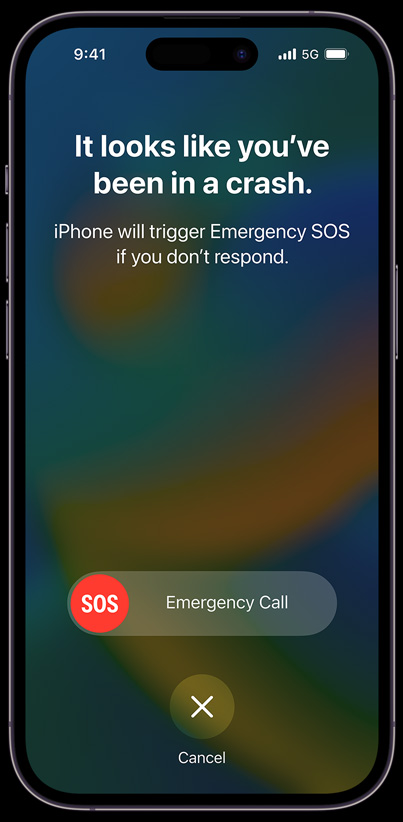 9:41 5G
It looks like you’ve
been in a crash.
iPhone will trigger Emergency SOS
if you don’t respond.
SOS Emergency Call
Cancel